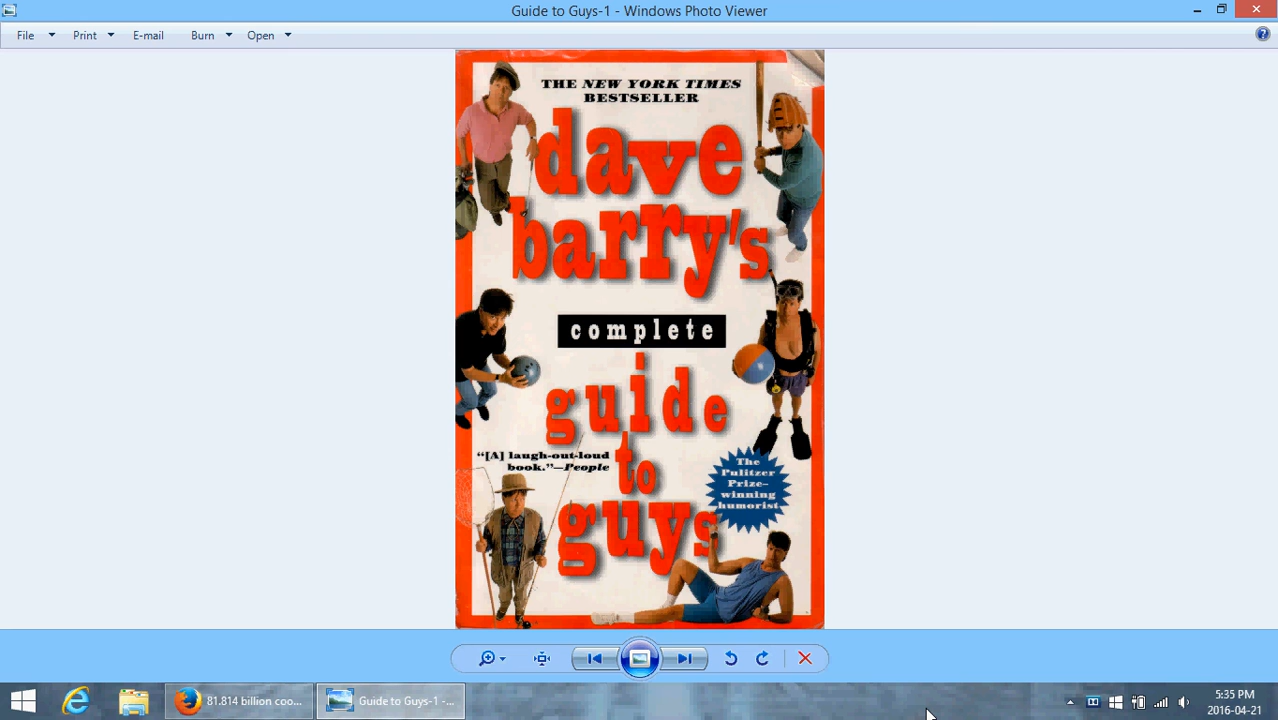 Guide to Guys-1 - Windows Photo Viewer
File Print E-mail Burn Open
THE NEW YORK TIMES
BESTSELLER
dave
barry's
complete
guide
to
guys
"[A] laugh-out-loud
book."—People
The
Pulitzer
Prize–
winning
humorist
81.814 billion coo...
Guide to Guys-1 -...
5:35 PM
2016-04-21